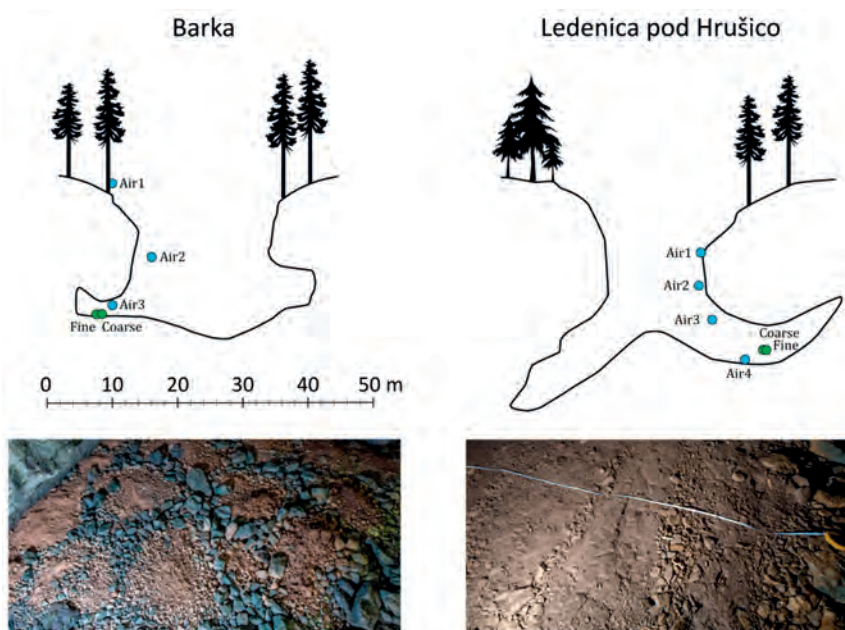 Barka
Ledenica pod Hrušico
Air1
Air2
Air3
Fine Coarse
Air1
Air2
Air3
Coarse
Fine
Air4
0 10 20 30 40 50 m